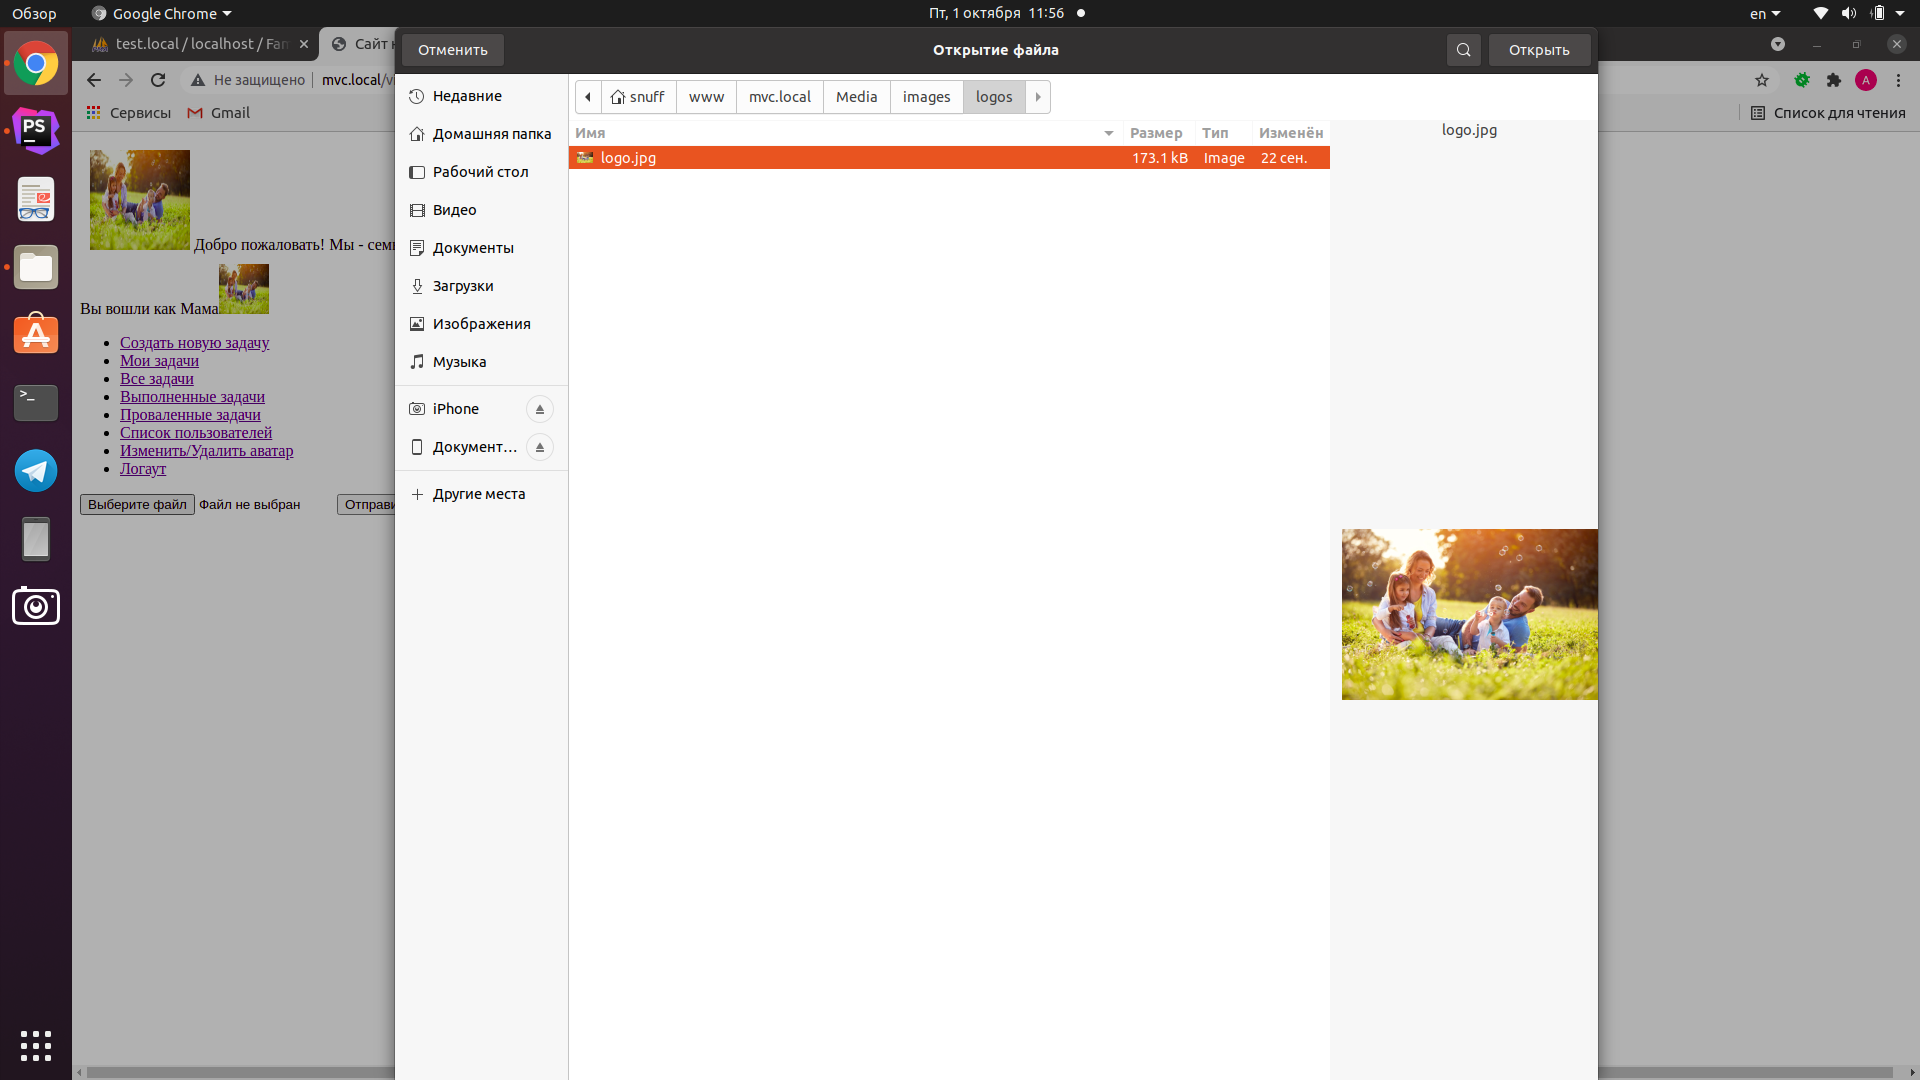 Обзор
Google Chrome
Пт, 1 октября 11:56
en
test.local / localhost / Fam
Сайт
Отменить
Открытие файла
Открыть
Не защищено
mvc.local/v
Сервисы
Gmail
Список для чтения
PS
Добро пожаловать! Мы - сем
Вы вошли как Мама
Создать новую задачу
Мои задачи
Все задачи
Выполненные задачи
Проваленные задачи
Список пользователей
Изменить/Удалить аватар
Логаут
Выберите файл
Файл не выбран
Отправи
Недавние
Домашняя папка
Рабочий стол
Видео
Документы
Загрузки
Изображения
Музыка
iPhone
Документ…
Другие места
snuff
www
mvc.local
Media
images
logos
Имя
Размер
Тип
Изменён
logo.jpg
173.1 kB
Image
22 сен.
logo.jpg
A